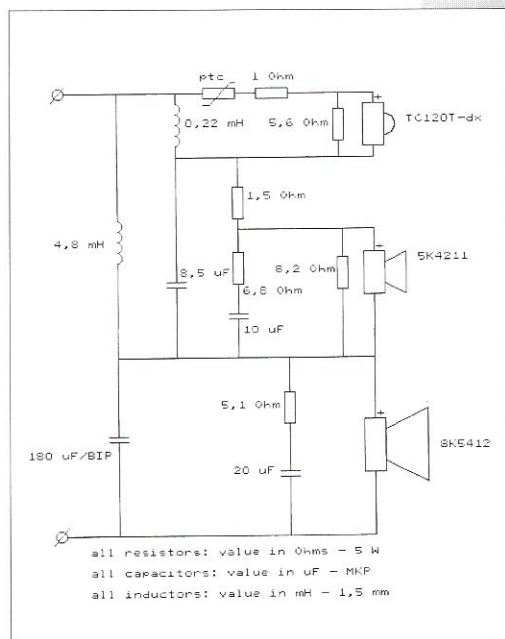 ptc
1 Ohm
0,22 mH
5,6 Ohm
TC120T-dx
1,5 Ohm
4,8 mH
8,5 uF
8,2 Ohm
5K4211
6,8 Ohm
10 uF
5,1 Ohm
8K5412
180 uF/BIP
20 uF
all resistors: value in Ohms - 5 W
all capacitors: value in uF - MKP
all inductors: value in mH - 1,5 mm